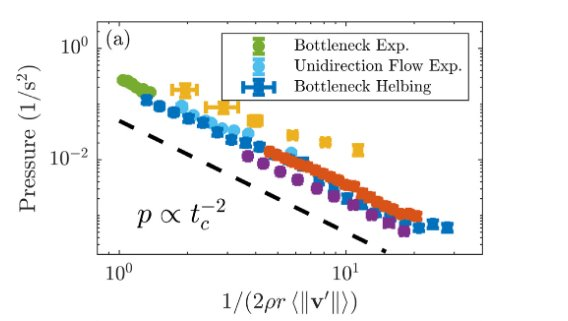 (a)
Bottleneck Exp.
Unidirection Flow Exp.
Bottleneck Helbing
10^0
10^{-2}
Pressure (1/s^2)
p ∝ t_c^{-2}
10^0 10^1
1/(2ρr ⟨‖v′‖⟩)